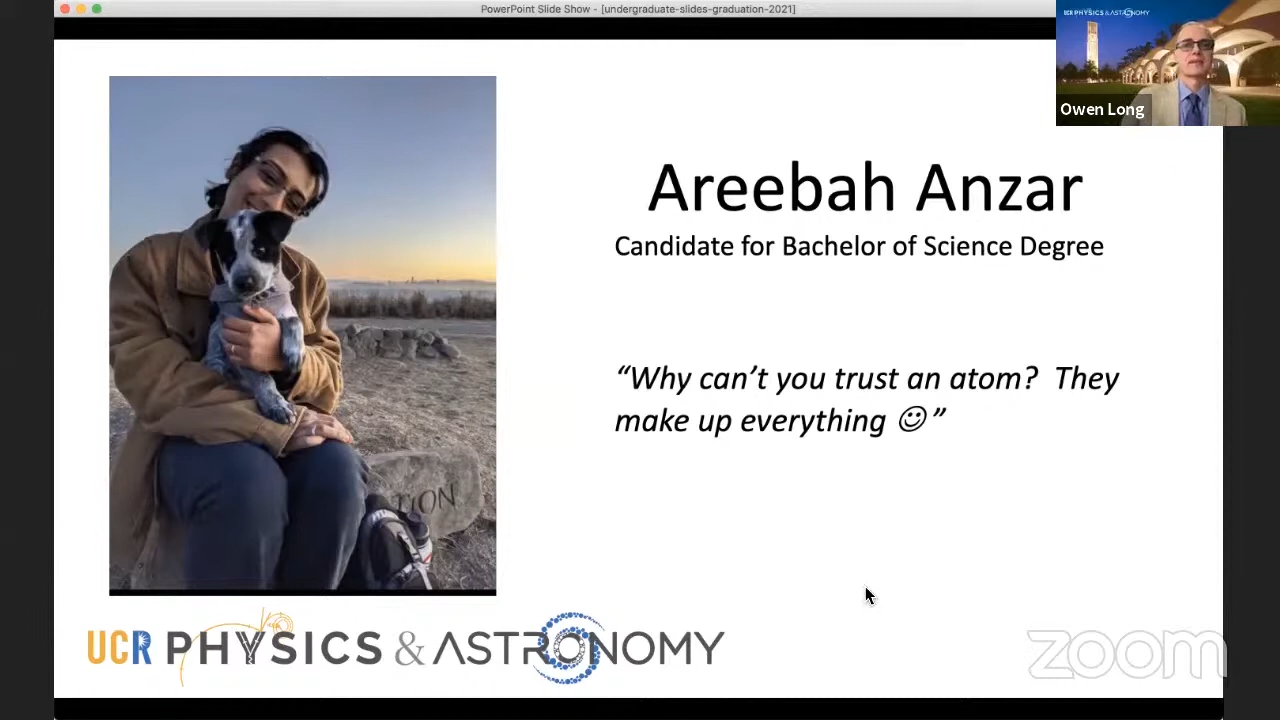 PowerPoint Slide Show - [undergraduate-slides-graduation-2021]
UCR PHYSICS & ASTRONOMY
Owen Long
Areebah Anzar
Candidate for Bachelor of Science Degree
“Why can’t you trust an atom?  They
make up everything ☺”
TION
UCR PHYSICS & ASTRONOMY
zoom